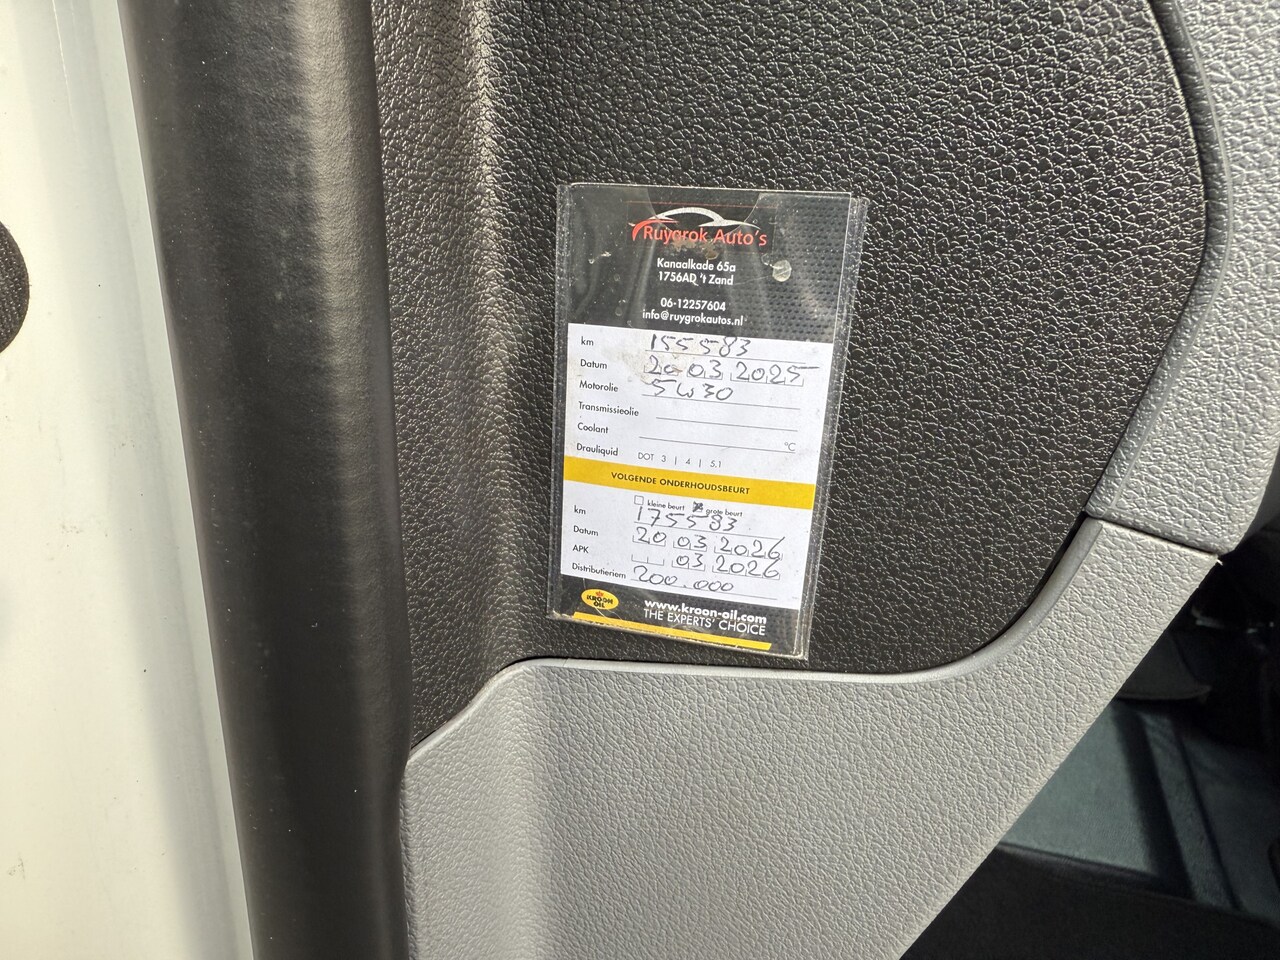 Ruygrok Auto's
Kanaalkade 65a
1756AD 't Zand
06-12257604
info@ruygrokautos.nl
km 155583
Datum 20 03 2025
Motorolie 5W30
Transmissieolie
Coolant °C
Drauliquid DOT 3 | 4 | 5.1
VOLGENDE ONDERHOUDSBEURT
kleine beurt grote beurt
km 175583
Datum 20 03 2026
APK 03 2026
Distributieriem 200.000
KROON OIL
www.kroon-oil.com
THE EXPERTS' CHOICE